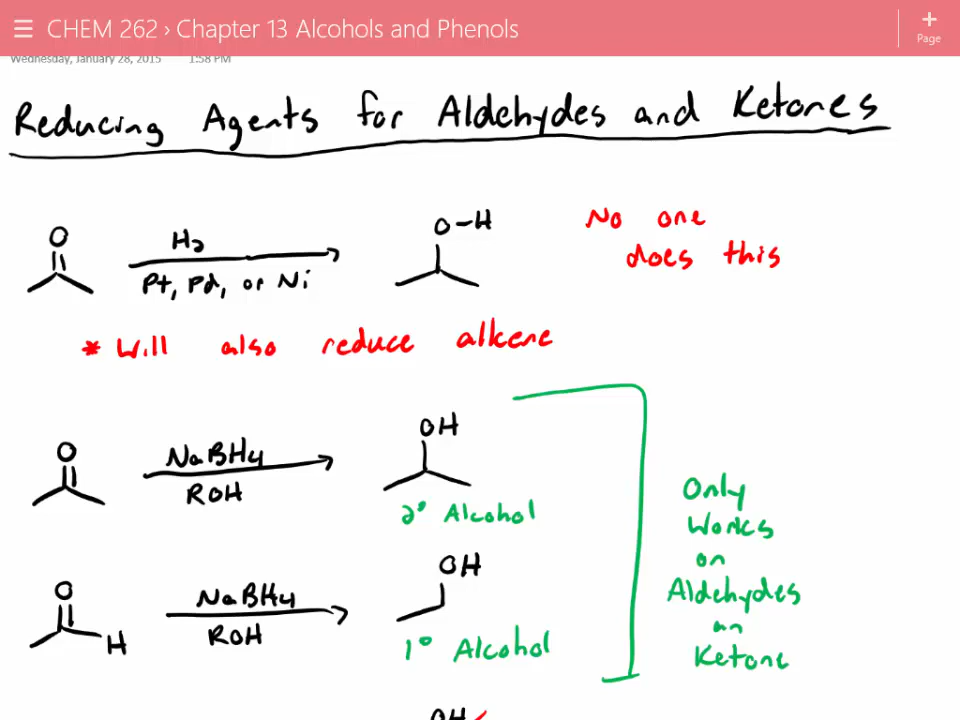 ☰ CHEM 262 › Chapter 13 Alcohols and Phenols
+
Page
Wednesday, January 28, 2015 1:58 PM
Reducing Agents for Aldehydes and Ketones
O
H₂
Pt, Pd, or Ni
O-H
No one
does this
* Will also reduce alkene
O
NaBH4
ROH
OH
2° Alcohol
O
H
NaBH4
ROH
OH
1° Alcohol
Only
Works
on
Aldehydes
an
Ketone
OH